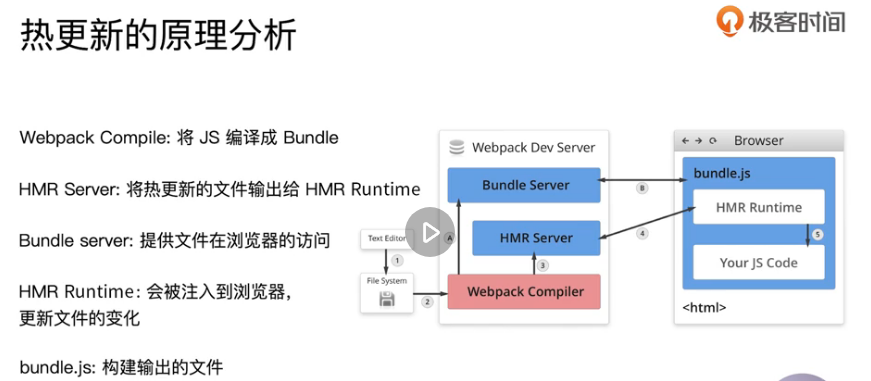 热更新的原理分析
极客时间
Webpack Compile: 将 JS 编译成 Bundle
HMR Server: 将热更新的文件输出给 HMR Runtime
Bundle server: 提供文件在浏览器的访问
HMR Runtime: 会被注入到浏览器，
更新文件的变化
bundle.js: 构建输出的文件
Text Editor
1
File System
2
Webpack Dev Server
Bundle Server
A
HMR Server
3
Webpack Compiler
B
4
Browser
bundle.js
HMR Runtime
5
Your JS Code
<html>